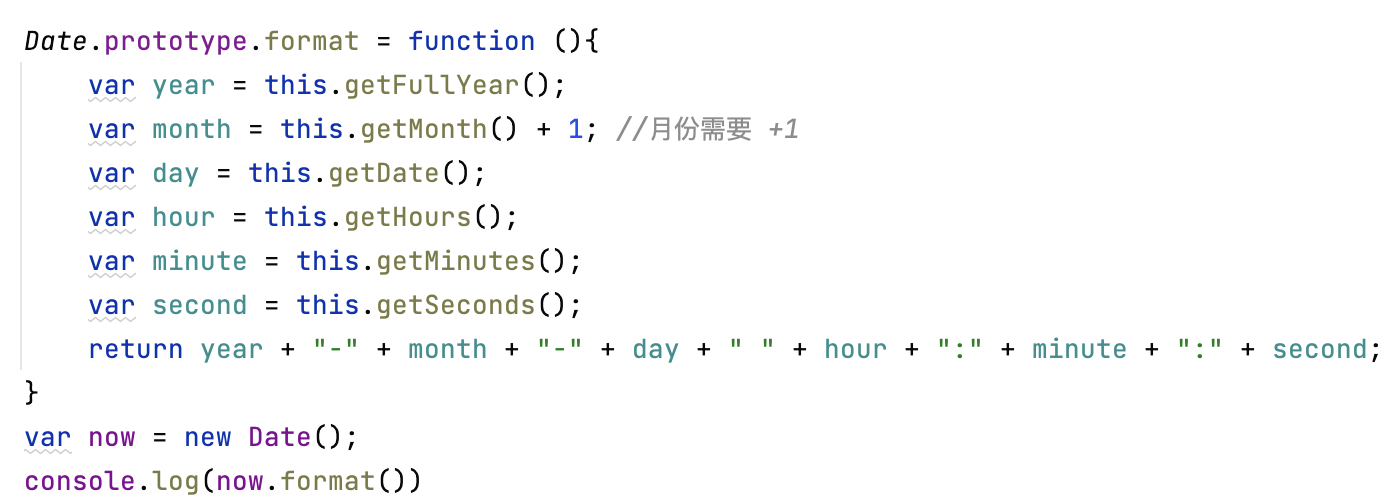 Date.prototype.format = function (){
    var year = this.getFullYear();
    var month = this.getMonth() + 1; //月份需要 +1
    var day = this.getDate();
    var hour = this.getHours();
    var minute = this.getMinutes();
    var second = this.getSeconds();
    return year + "-" + month + "-" + day + " " + hour + ":" + minute + ":" + second;
}
var now = new Date();
console.log(now.format())